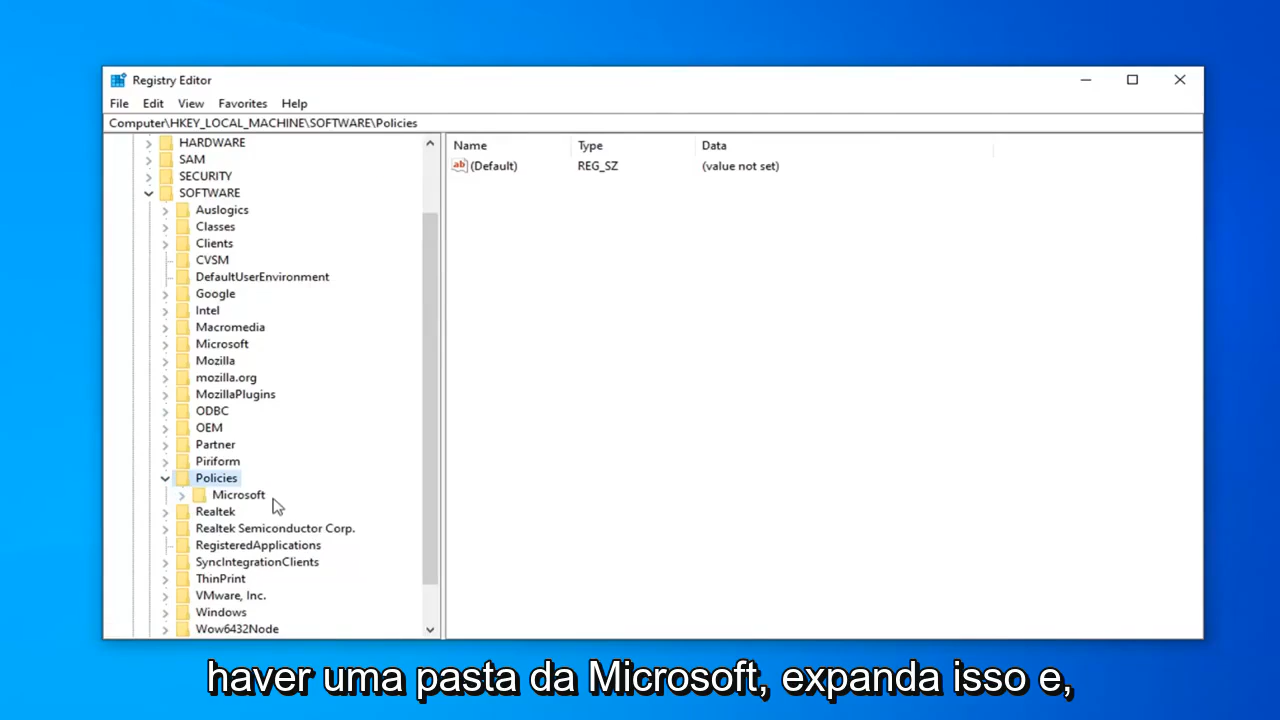 Registry Editor
File Edit View Favorites Help
Computer\HKEY_LOCAL_MACHINE\SOFTWARE\Policies
HARDWARE
SAM
SECURITY
SOFTWARE
Auslogics
Classes
Clients
CVSM
DefaultUserEnvironment
Google
Intel
Macromedia
Microsoft
Mozilla
mozilla.org
MozillaPlugins
ODBC
OEM
Partner
Piriform
Policies
Microsoft
Realtek
Realtek Semiconductor Corp.
RegisteredApplications
SyncIntegrationClients
ThinPrint
VMware, Inc.
Windows
Wow6432Node
Name Type Data
ab (Default) REG_SZ (value not set)
haver uma pasta da Microsoft, expanda isso e,